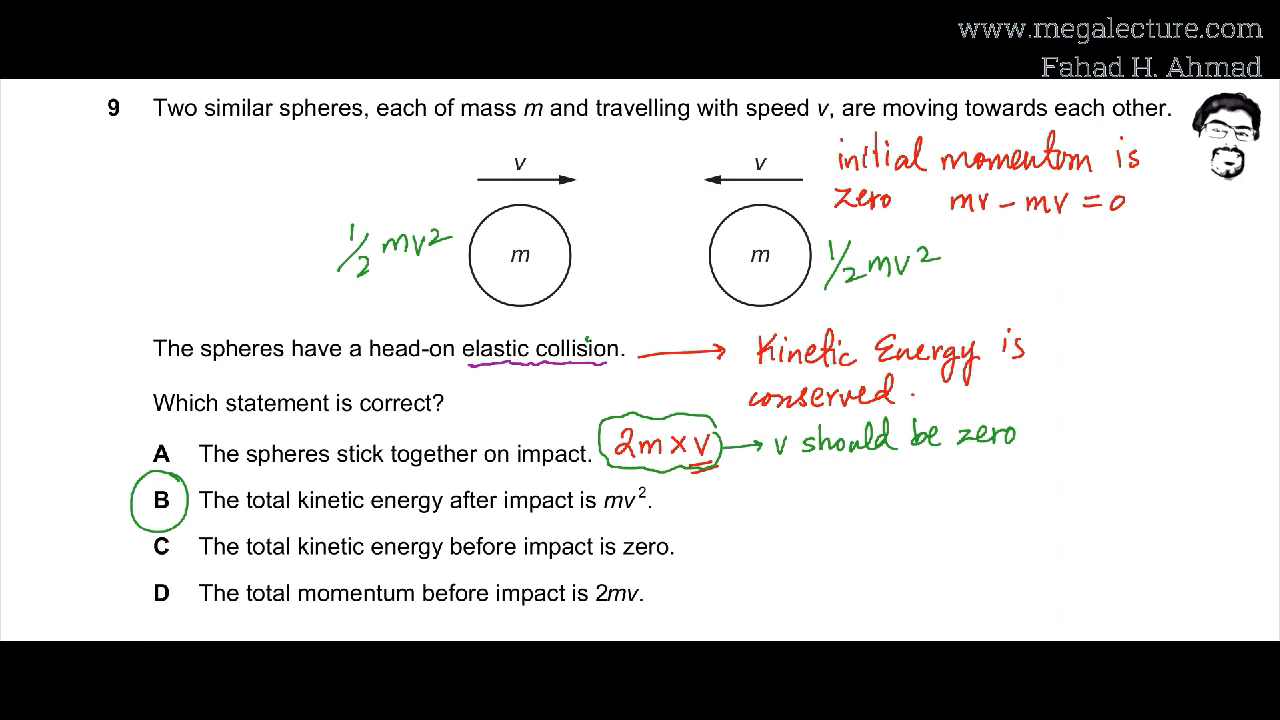 www.megalecture.com
Fahad H. Ahmad
9 Two similar spheres, each of mass m and travelling with speed v, are moving towards each other.
v v initial momentum is
zero mv - mv = 0
1/2 mv² m m 1/2 mv²
The spheres have a head-on elastic collision. → Kinetic Energy is
conserved.
Which statement is correct?
A The spheres stick together on impact. 2m × v → v should be zero
B The total kinetic energy after impact is mv².
C The total kinetic energy before impact is zero.
D The total momentum before impact is 2mv.